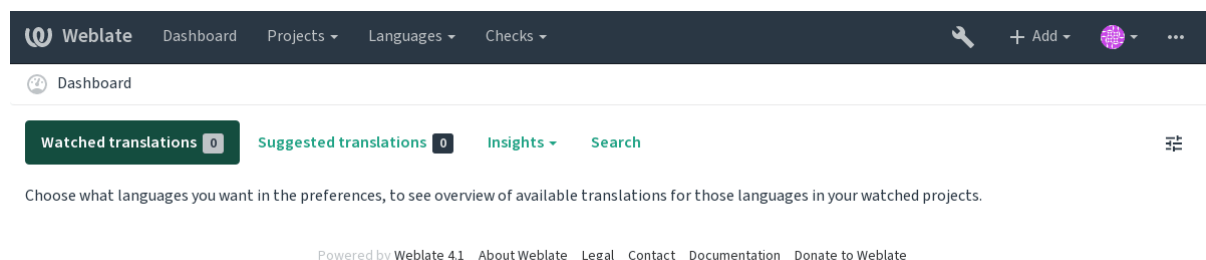 Weblate Dashboard Projects Languages Checks Add
Dashboard
Watched translations 0 Suggested translations 0 Insights Search
Choose what languages you want in the preferences, to see overview of available translations for those languages in your watched projects.
Powered by Weblate 4.1 About Weblate Legal Contact Documentation Donate to Weblate